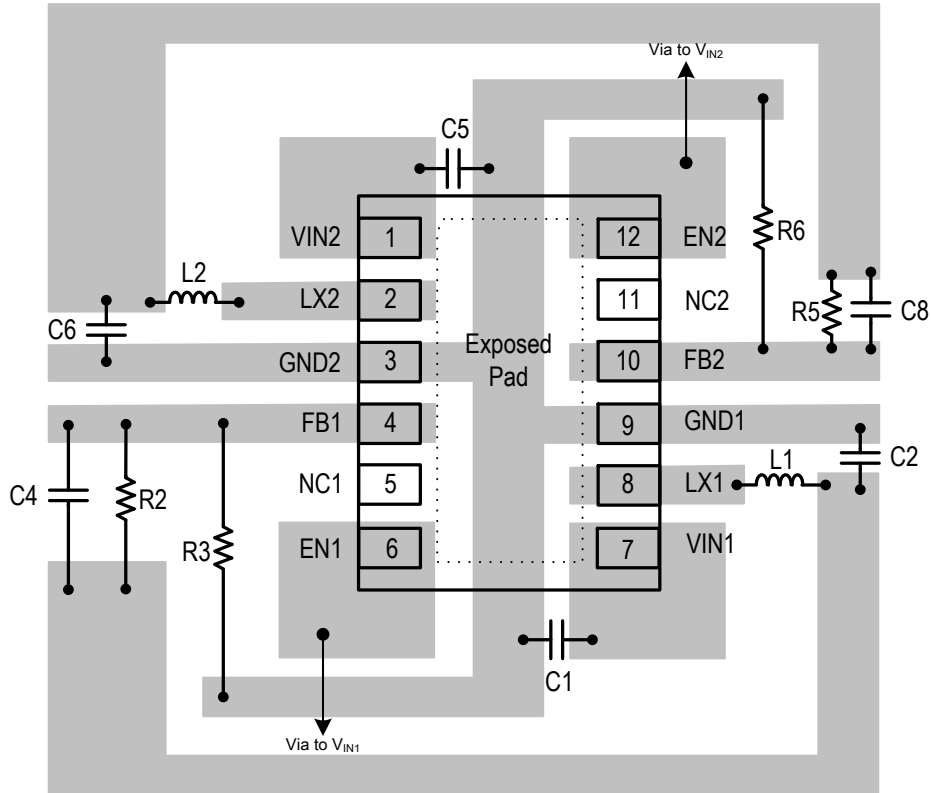 Via to VIN2
C5
R6
VIN2 1
12 EN2
L2
LX2 2
11 NC2
R5
C8
C6
GND2 3
Exposed
Pad
10 FB2
FB1 4
9 GND1
C4
R2
NC1 5
8 LX1
L1
C2
R3
EN1 6
7 VIN1
C1
Via to VIN1